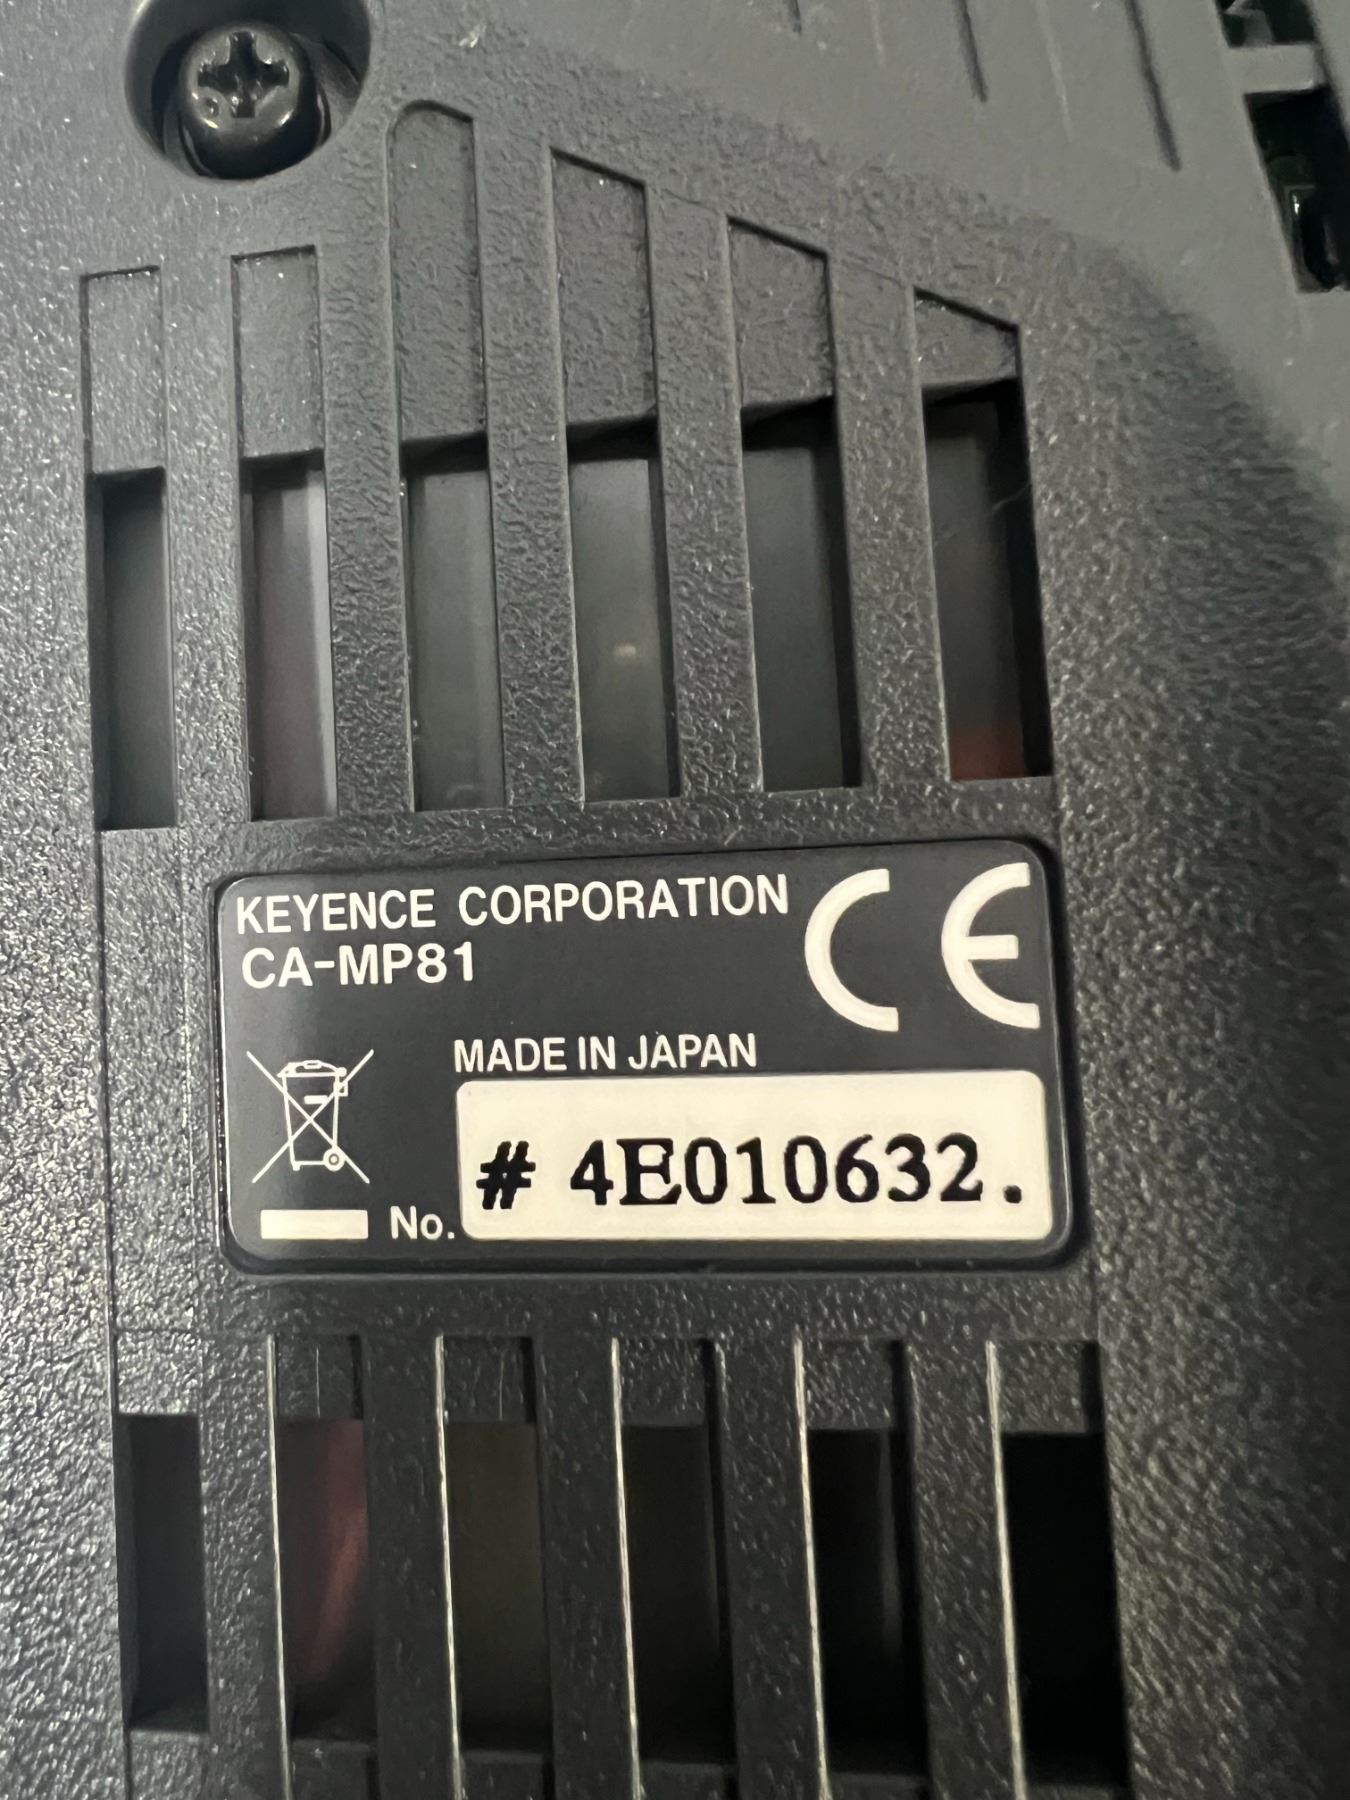 KEYENCE CORPORATION
CA-MP81
CE
MADE IN JAPAN
No. # 4E010632.